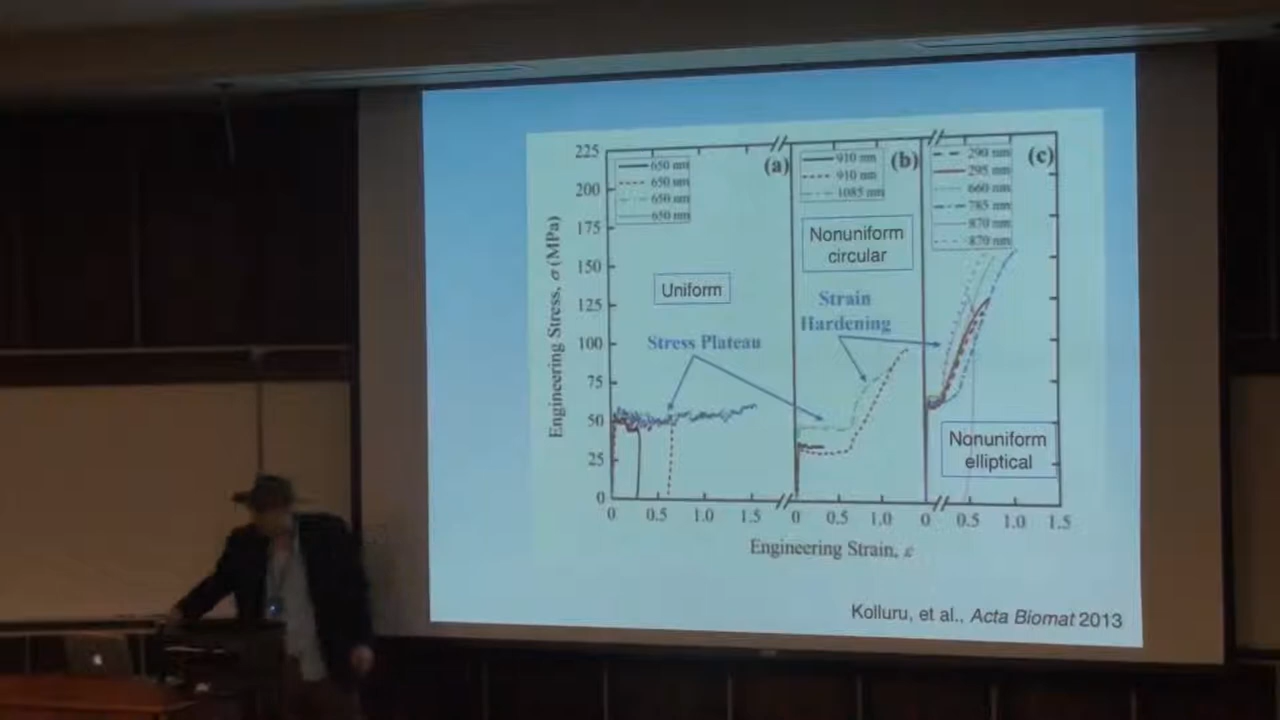 225
200
175
150
125
100
75
50
25
0
Engineering Stress, σ (MPa)
650 nm
650 nm
650 nm
650 nm
(a)
Uniform
Stress Plateau
0 0.5 1.0 1.5
910 nm
910 nm
1085 nm
(b)
Nonuniform
circular
Strain
Hardening
0 0.5 1.0
290 nm
295 nm
660 nm
785 nm
870 nm
870 nm
(c)
Nonuniform
elliptical
0 0.5 1.0 1.5
Engineering Strain, ε
Kolluru, et al., Acta Biomat 2013